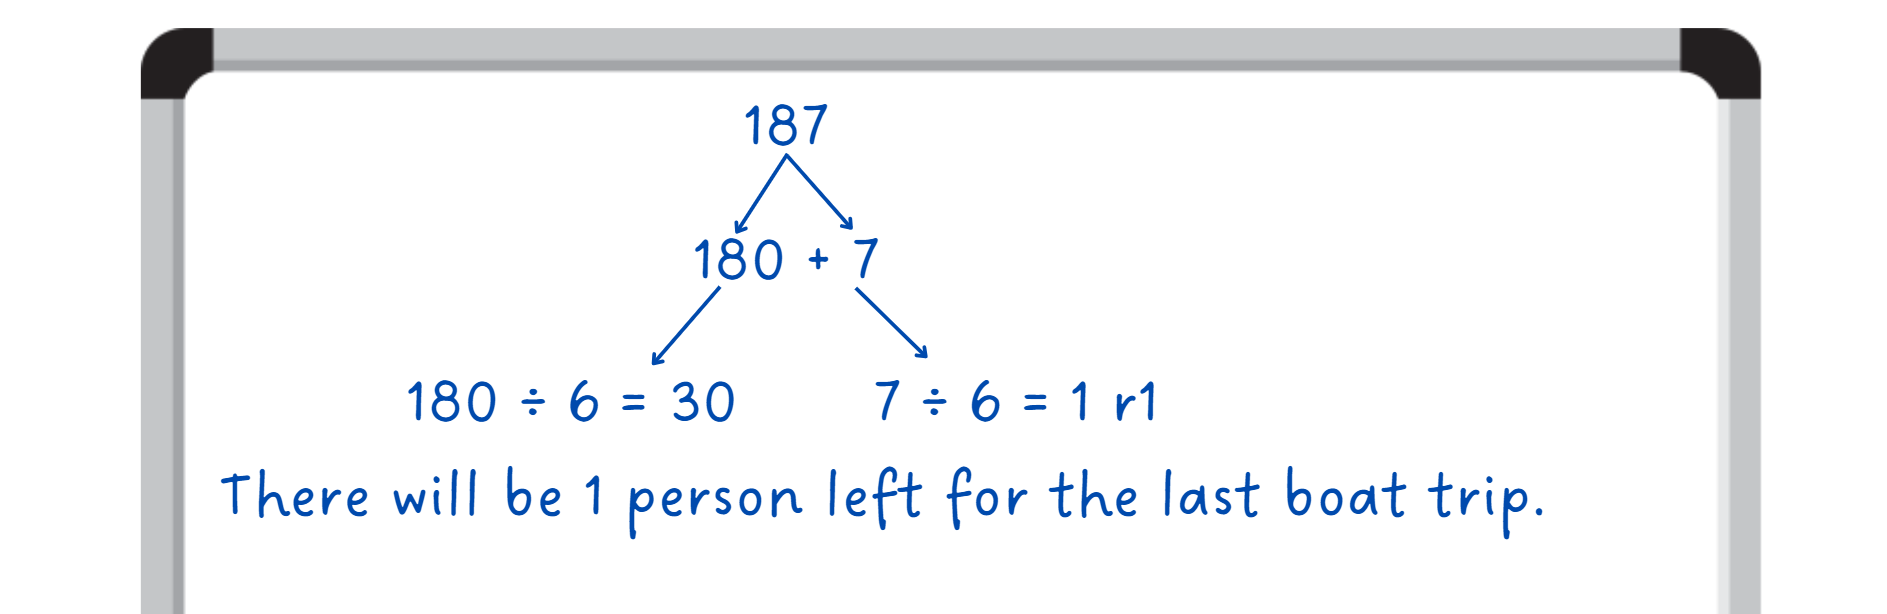 187
180 + 7
180 ÷ 6 = 30 7 ÷ 6 = 1 r1
There will be 1 person left for the last boat trip.